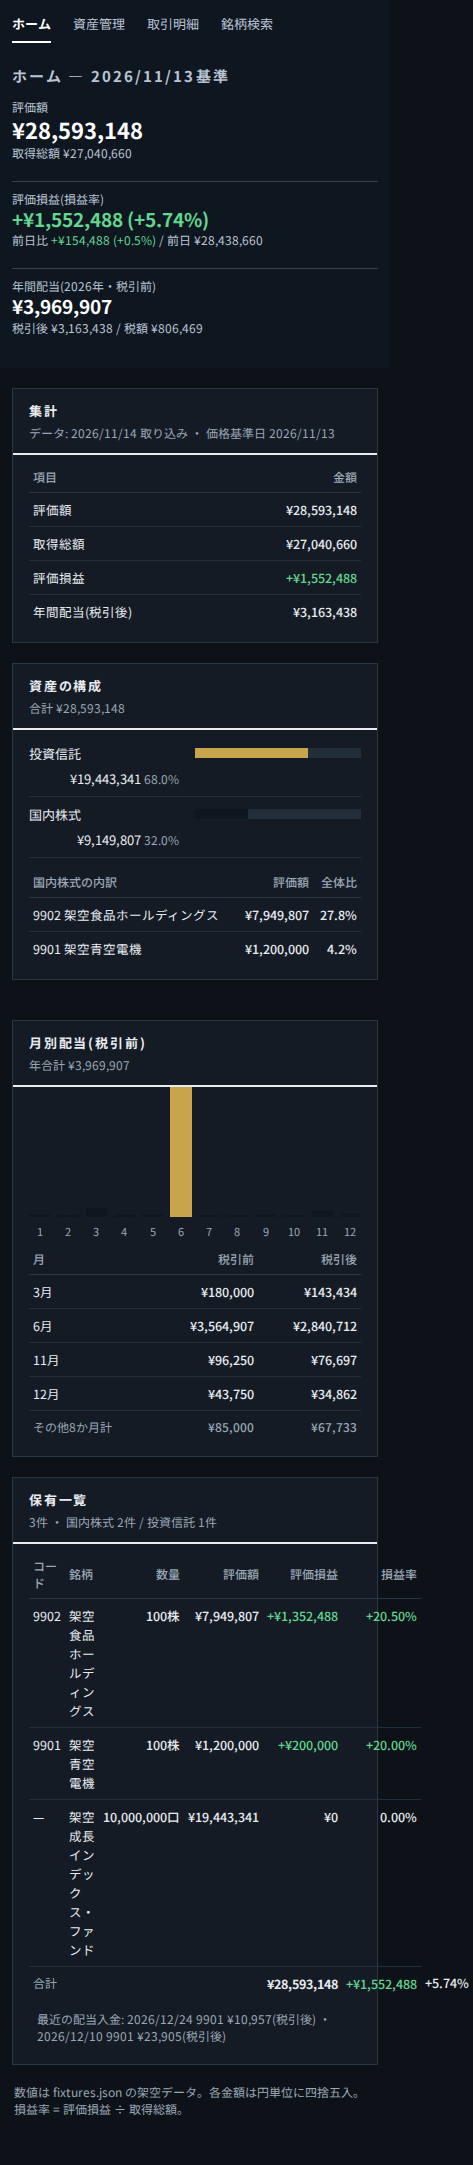 ホーム 資産管理 取引明細 銘柄検索
ホーム — 2026/11/13基準
評価額
¥28,593,148
取得総額 ¥27,040,660
評価損益(損益率)
+¥1,552,488 (+5.74%)
前日比 +¥154,488 (+0.5%) / 前日 ¥28,438,660
年間配当(2026年・税引前)
¥3,969,907
税引後 ¥3,163,438 / 税額 ¥806,469
集計
データ: 2026/11/14 取り込み ・ 価格基準日 2026/11/13
項目 金額
評価額 ¥28,593,148
取得総額 ¥27,040,660
評価損益 +¥1,552,488
年間配当(税引後) ¥3,163,438
資産の構成
合計 ¥28,593,148
投資信託
¥19,443,341 68.0%
国内株式
¥9,149,807 32.0%
国内株式の内訳 評価額 全体比
9902 架空食品ホールディングス ¥7,949,807 27.8%
9901 架空青空電機 ¥1,200,000 4.2%
月別配当(税引前)
年合計 ¥3,969,907
1 2 3 4 5 6 7 8 9 10 11 12
月 税引前 税引後
3月 ¥180,000 ¥143,434
6月 ¥3,564,907 ¥2,840,712
11月 ¥96,250 ¥76,697
12月 ¥43,750 ¥34,862
その他8か月計 ¥85,000 ¥67,733
保有一覧
3件 ・ 国内株式 2件 / 投資信託 1件
コー
ド 銘柄 数量 評価額 評価損益 損益率
9902 架空 100株 ¥7,949,807 +¥1,352,488 +20.50%
食品
ホー
ルデ
ィン
グス
9901 架空 100株 ¥1,200,000 +¥200,000 +20.00%
青空
電機
— 架空 10,000,000口 ¥19,443,341 ¥0 0.00%
成長
イン
デッ
ク
ス・
ファ
ンド
合計 ¥28,593,148 +¥1,552,488 +5.74%
最近の配当入金: 2026/12/24 9901 ¥10,957(税引後) ・
2026/12/10 9901 ¥23,905(税引後)
数値は fixtures.json の架空データ。各金額は円単位に四捨五入。
損益率 = 評価損益 ÷ 取得総額。